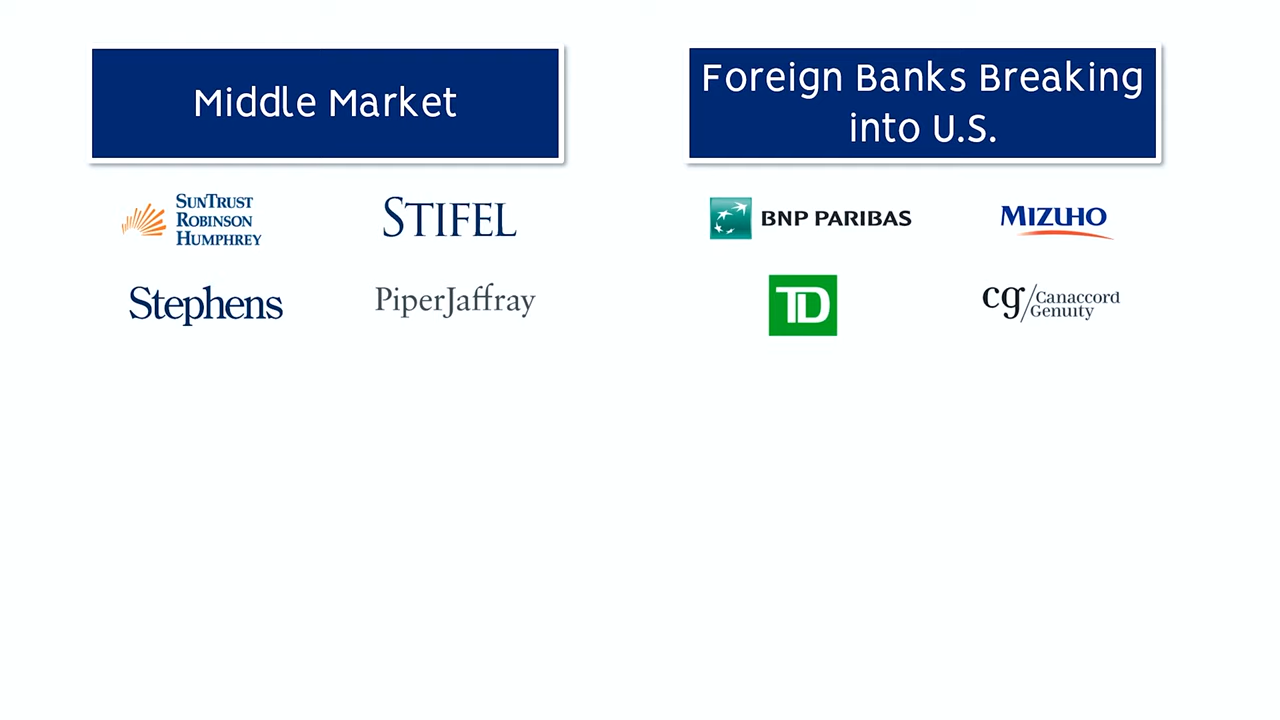 Middle Market
Foreign Banks Breaking
into U.S.
SUNTRUST
ROBINSON
HUMPHREY
STIFEL
BNP PARIBAS
MIZUHO
Stephens
PiperJaffray
TD
cg/Canaccord
Genuity